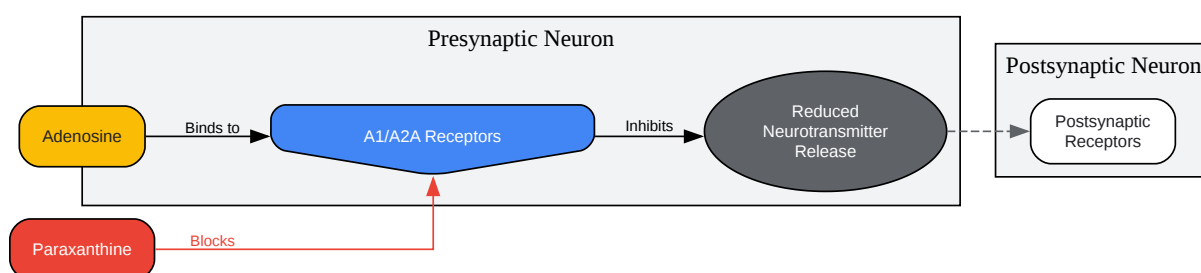 Presynaptic Neuron
Postsynaptic Neuron
Adenosine
Binds to
A1/A2A Receptors
Inhibits
Reduced
Neurotransmitter
Release
Postsynaptic
Receptors
Paraxanthine
Blocks